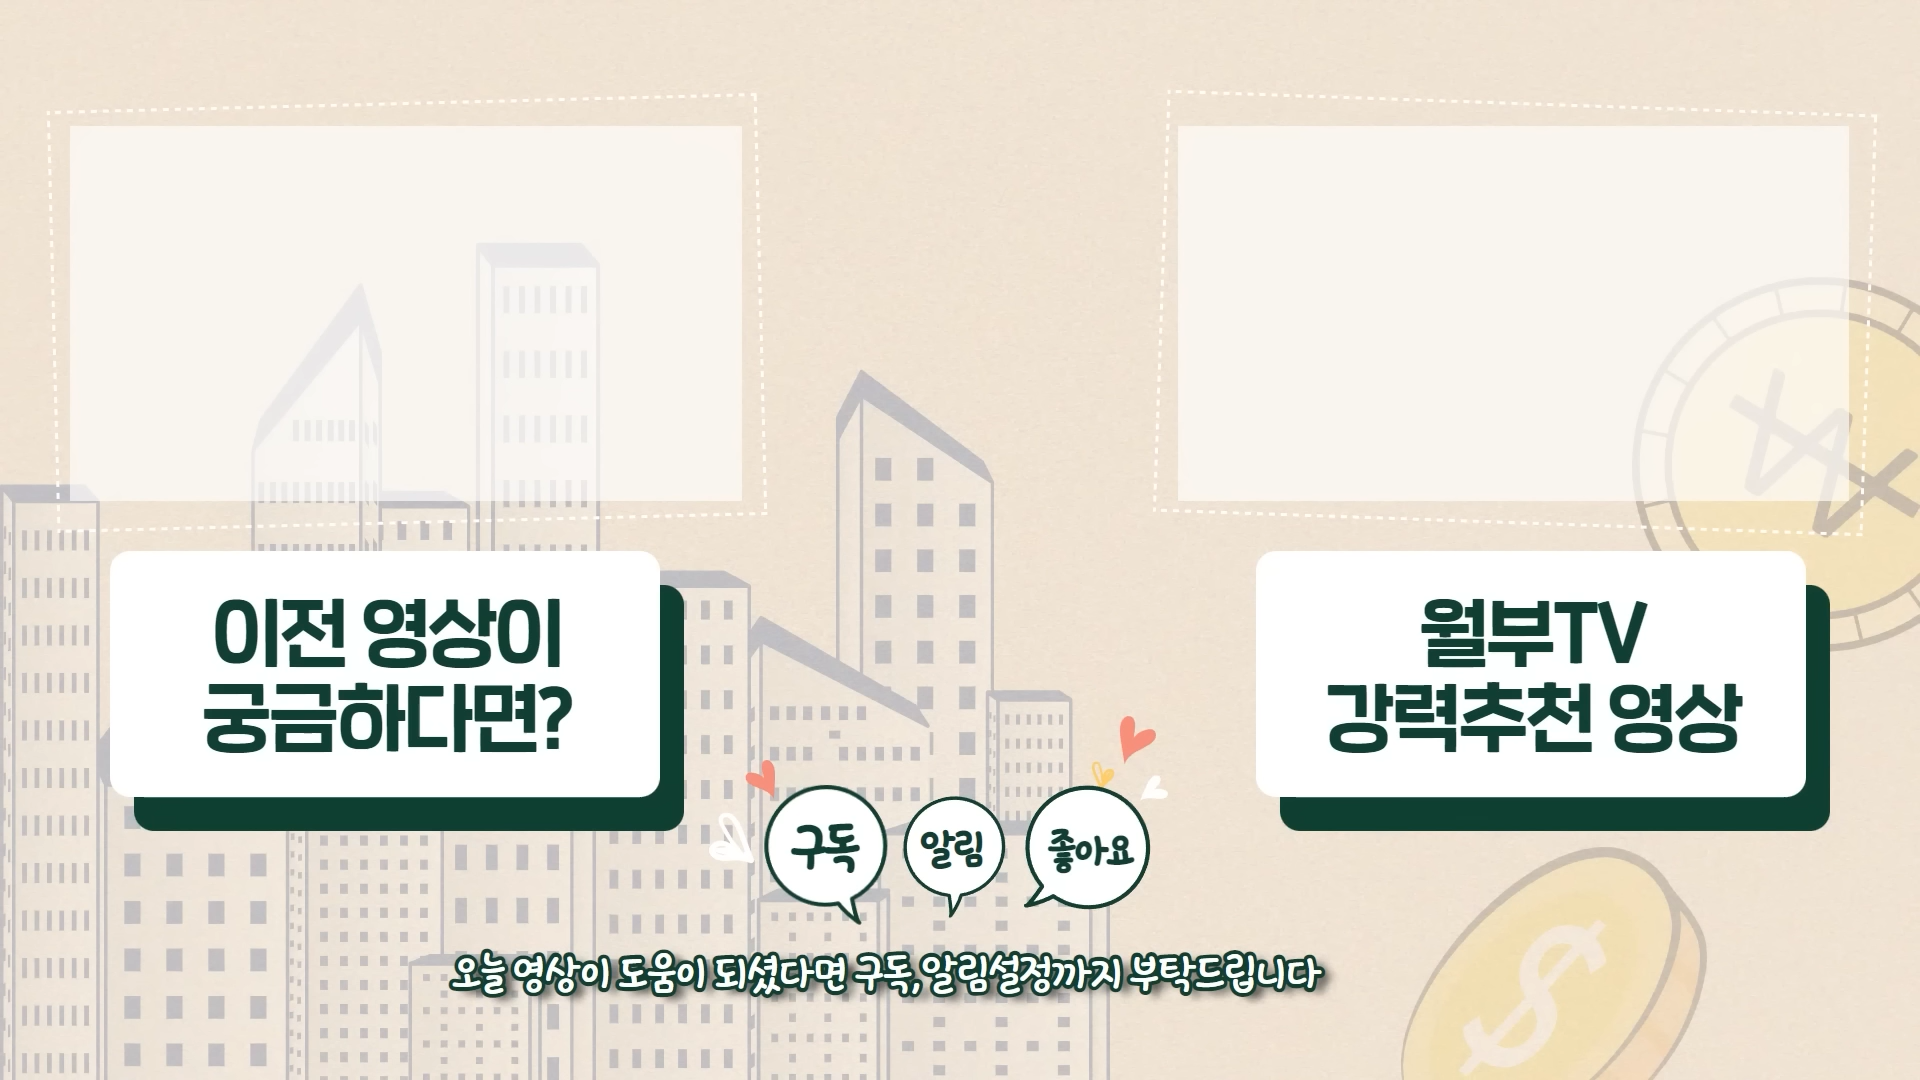 이전 영상이
궁금하다면?
월부TV
강력추천 영상
구독
알림
좋아요
오늘 영상이 도움이 되셨다면 구독, 알림설정까지 부탁드립니다